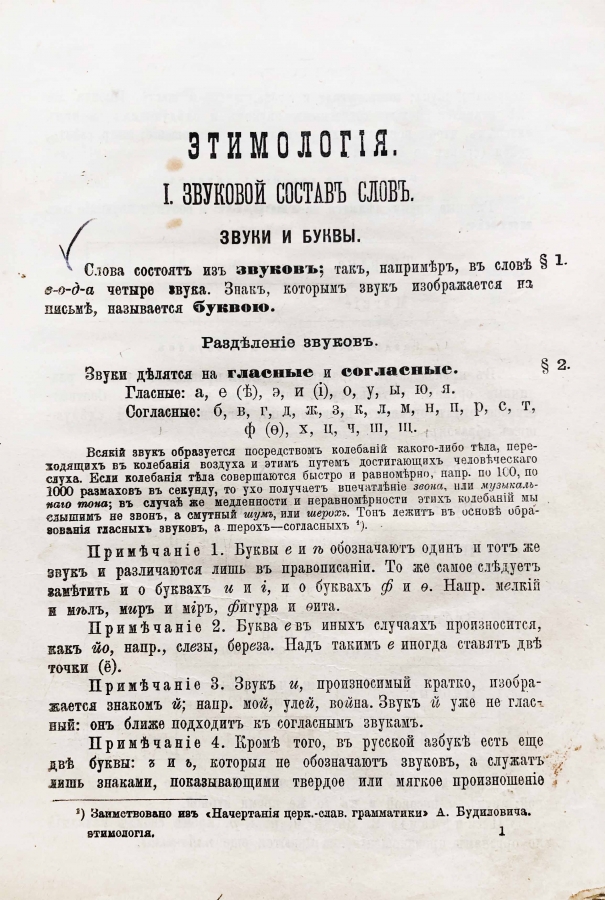 ЭТИМОЛОГІЯ.
I. ЗВУКОВОЙ СОСТАВЪ СЛОВЪ.
ЗВУКИ И БУКВЫ.
Слова состоятъ изъ звуковъ; такъ, напримѣръ, въ словѣ § 1.
в-о-д-а четыре звука. Знакъ, которымъ звукъ изображается на
письмѣ, называется буквою.
Раздѣленіе звуковъ.
Звуки дѣлятся на гласные и согласные. § 2.
Гласные: а, е (ѣ), э, и (і), о, у, ы, ю, я.
Согласные: б, в, г, д, ж, з, к, л, м, н, п, р, с, т,
ф (ѳ), х, ц, ч, ш, щ.
Всякій звукъ образуется посредствомъ колебаній какого-либо тѣла, пере-
ходящихъ въ колебанія воздуха и этимъ путемъ достигающихъ человѣческаго
слуха. Если колебанія тѣла совершаются быстро и равномѣрно, напр. по 100, по
1000 размаховъ въ секунду, то ухо получаетъ впечатлѣніе звона, или музыкаль-
наго тона; въ случаѣ же медленности и неравномѣрности этихъ колебаній мы
слышимъ не звонъ, а смутный шумъ, или шерохъ. Тонъ лежитъ въ основѣ обра-
зованія гласныхъ звуковъ, а шерохъ—согласныхъ ¹).
Примѣчаніе 1. Буквы е и ѣ обозначаютъ одинъ и тотъ же
звукъ и различаются лишь въ правописаніи. То же самое слѣдуетъ
замѣтить и о буквахъ и и і, и о буквахъ ф и ѳ. Напр. мелкій
и мѣлъ, миръ и міръ, фигура и ѳита.
Примѣчаніе 2. Буква е въ иныхъ случаяхъ произносится,
какъ йо, напр., слезы, береза. Надъ такимъ е иногда ставятъ двѣ
точки (ё).
Примѣчаніе 3. Звукъ и, произносимый кратко, изобра-
жается знакомъ й; напр. мой, улей, война. Звукъ й уже не глас-
ный: онъ ближе подходитъ къ согласнымъ звукамъ.
Примѣчаніе 4. Кромѣ того, въ русской азбукѣ есть еще
двѣ буквы: ъ и ь, которыя не обозначаютъ звуковъ, а служатъ
лишь знаками, показывающими твердое или мягкое произношеніе
¹) Заимствовано изъ «Начертанія церк.-слав. грамматики» А. Будиловича.
этимологія. 1